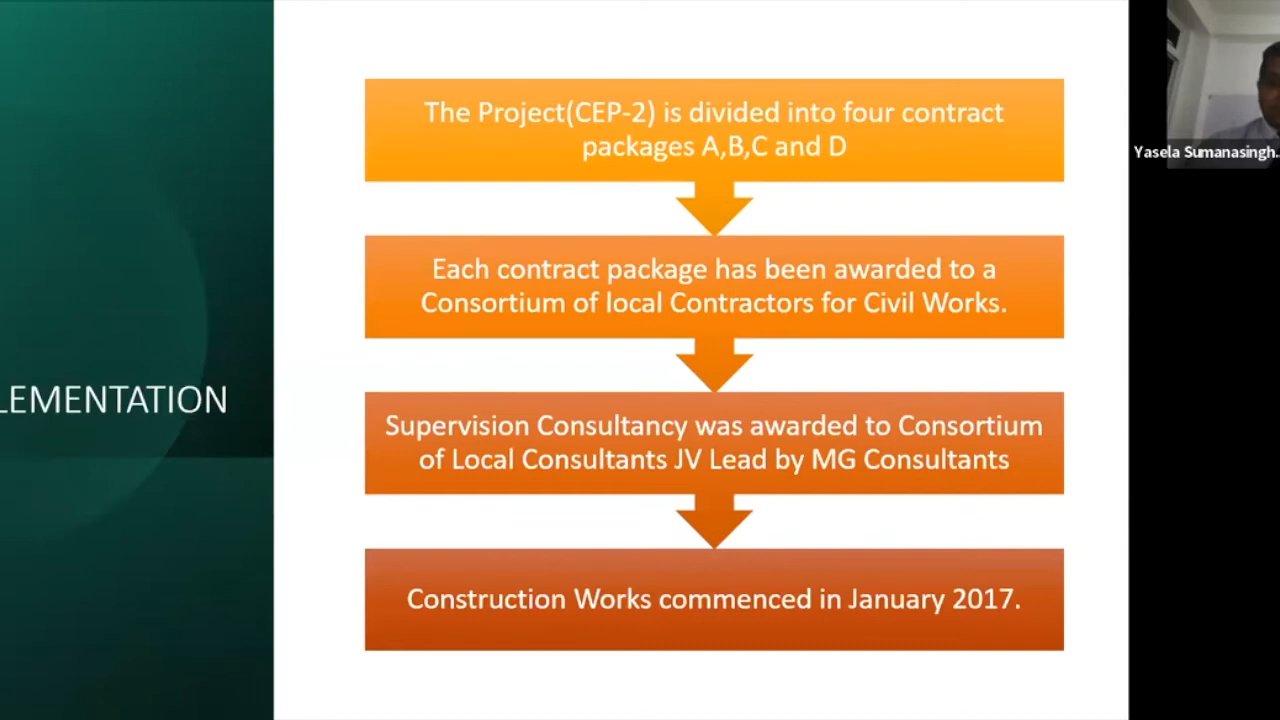 The Project(CEP-2) is divided into four contract
packages A,B,C and D
Each contract package has been awarded to a
Consortium of local Contractors for Civil Works.
LEMENTATION
Supervision Consultancy was awarded to Consortium
of Local Consultants JV Lead by MG Consultants
Construction Works commenced in January 2017.
Yasela Sumanasingh...